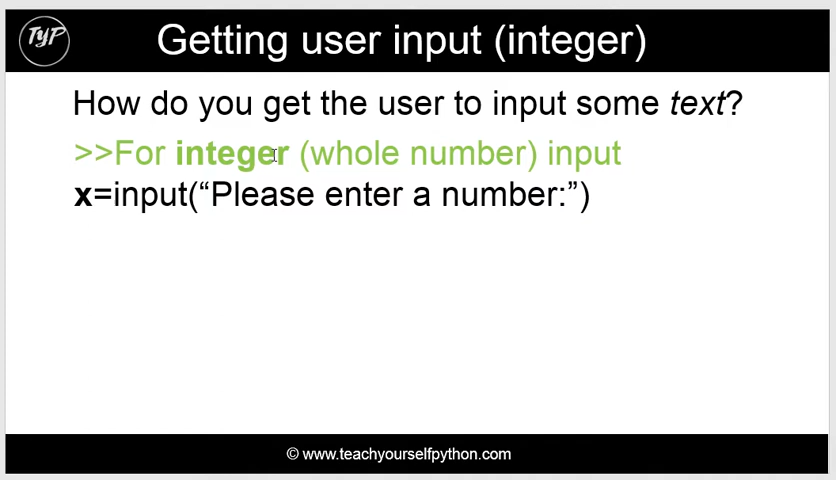 TyP
Getting user input (integer)
How do you get the user to input some text?
>>For integer (whole number) input
x=input(“Please enter a number:”)
© www.teachyourselfpython.com